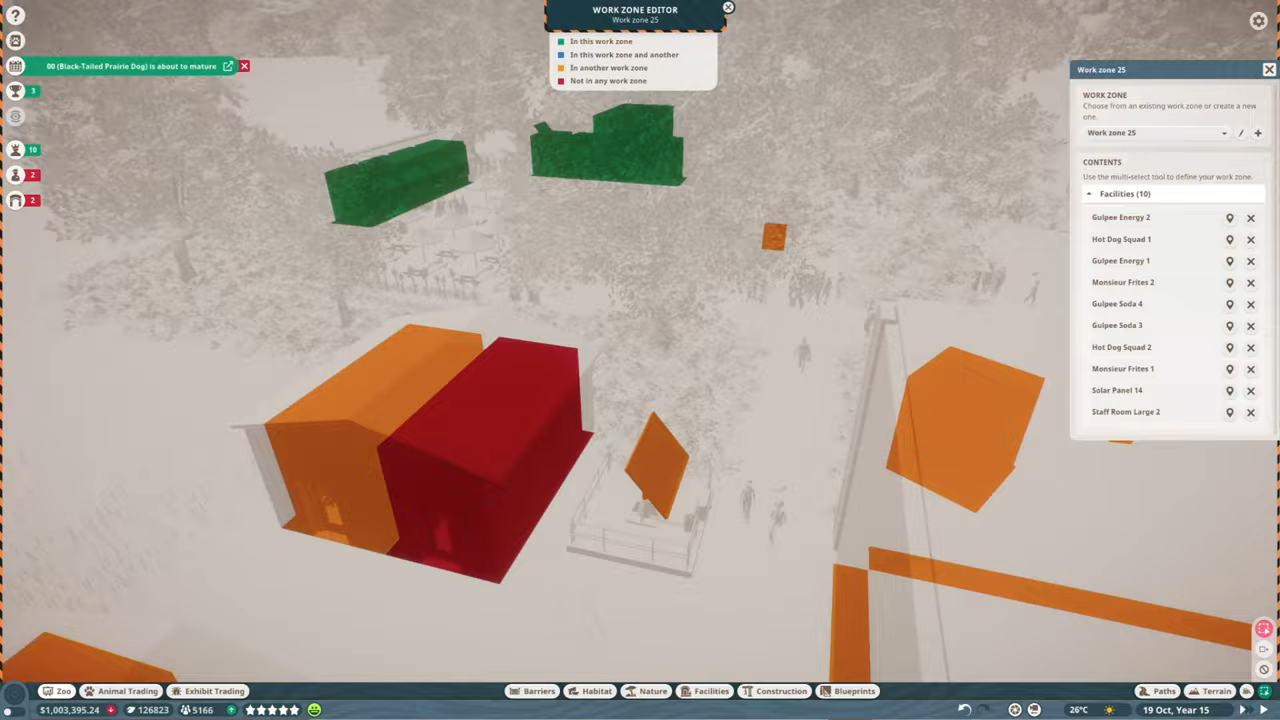 WORK ZONE EDITOR
Work zone 25
In this work zone
In this work zone and another
In another work zone
Not in any work zone
00 (Black-Tailed Prairie Dog) is about to mature
3
10
2
2
Work zone 25
WORK ZONE
Choose from an existing work zone or create a new
one.
Work zone 25
CONTENTS
Use the multi-select tool to define your work zone.
Facilities (10)
Gulpee Energy 2
Hot Dog Squad 1
Gulpee Energy 1
Monsieur Frites 2
Gulpee Soda 4
Gulpee Soda 3
Hot Dog Squad 2
Monsieur Frites 1
Solar Panel 14
Staff Room Large 2
Zoo Animal Trading Exhibit Trading Barriers Habitat Nature Facilities Construction Blueprints Paths Terrain
$1,003,395.24 126823 5166 26°C 19 Oct, Year 15